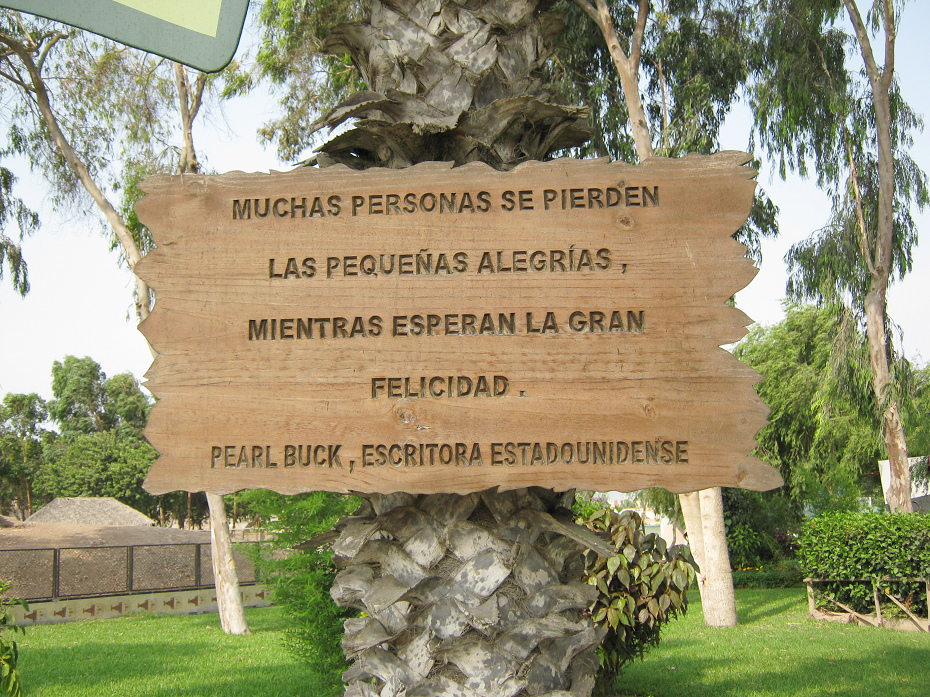 MUCHAS PERSONAS SE PIERDEN
LAS PEQUEÑAS ALEGRÍAS ,
MIENTRAS ESPERAN LA GRAN
FELICIDAD .
PEARL BUCK , ESCRITORA ESTADOUNIDENSE